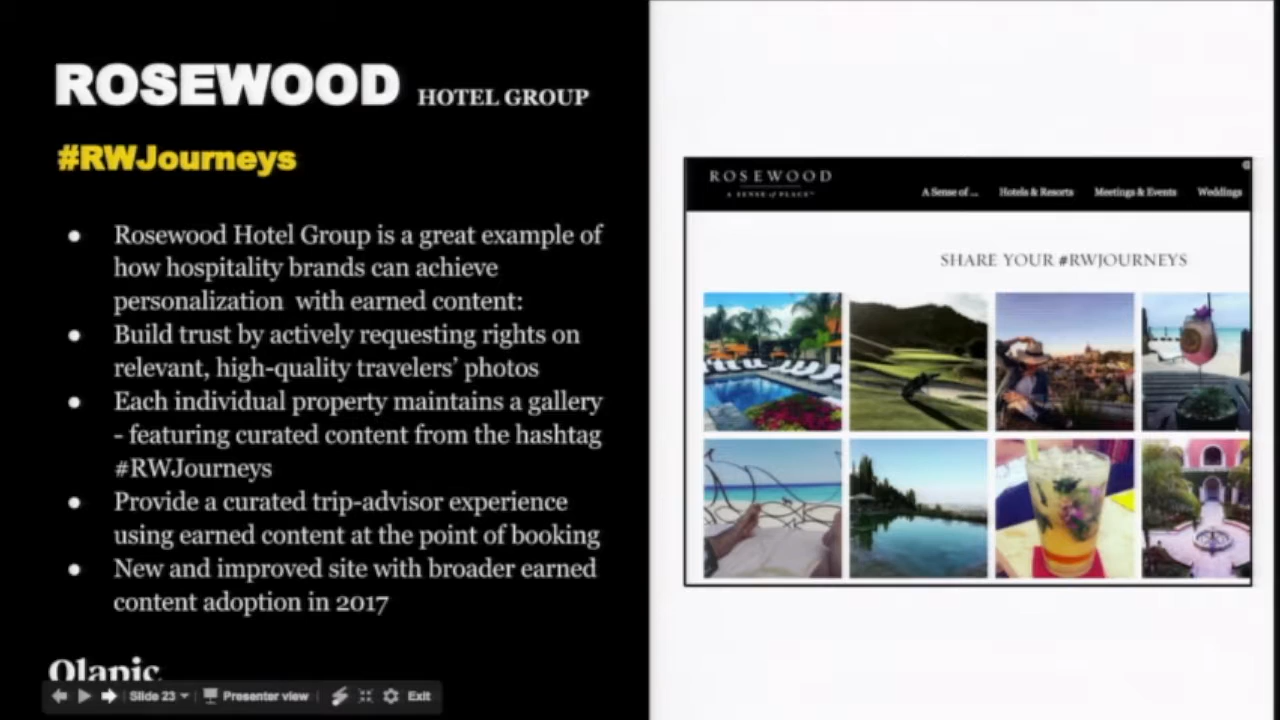 ROSEWOOD HOTEL GROUP
#RWJourneys
● Rosewood Hotel Group is a great example of
how hospitality brands can achieve
personalization with earned content:
● Build trust by actively requesting rights on
relevant, high-quality travelers’ photos
● Each individual property maintains a gallery
- featuring curated content from the hashtag
#RWJourneys
● Provide a curated trip-advisor experience
using earned content at the point of booking
● New and improved site with broader earned
content adoption in 2017
Olapic
Slide 23 Presenter view Exit
ROSEWOOD
A SENSE of PLACE™
A Sense of ... Hotels & Resorts Meetings & Events Weddings
SHARE YOUR #RWJOURNEYS